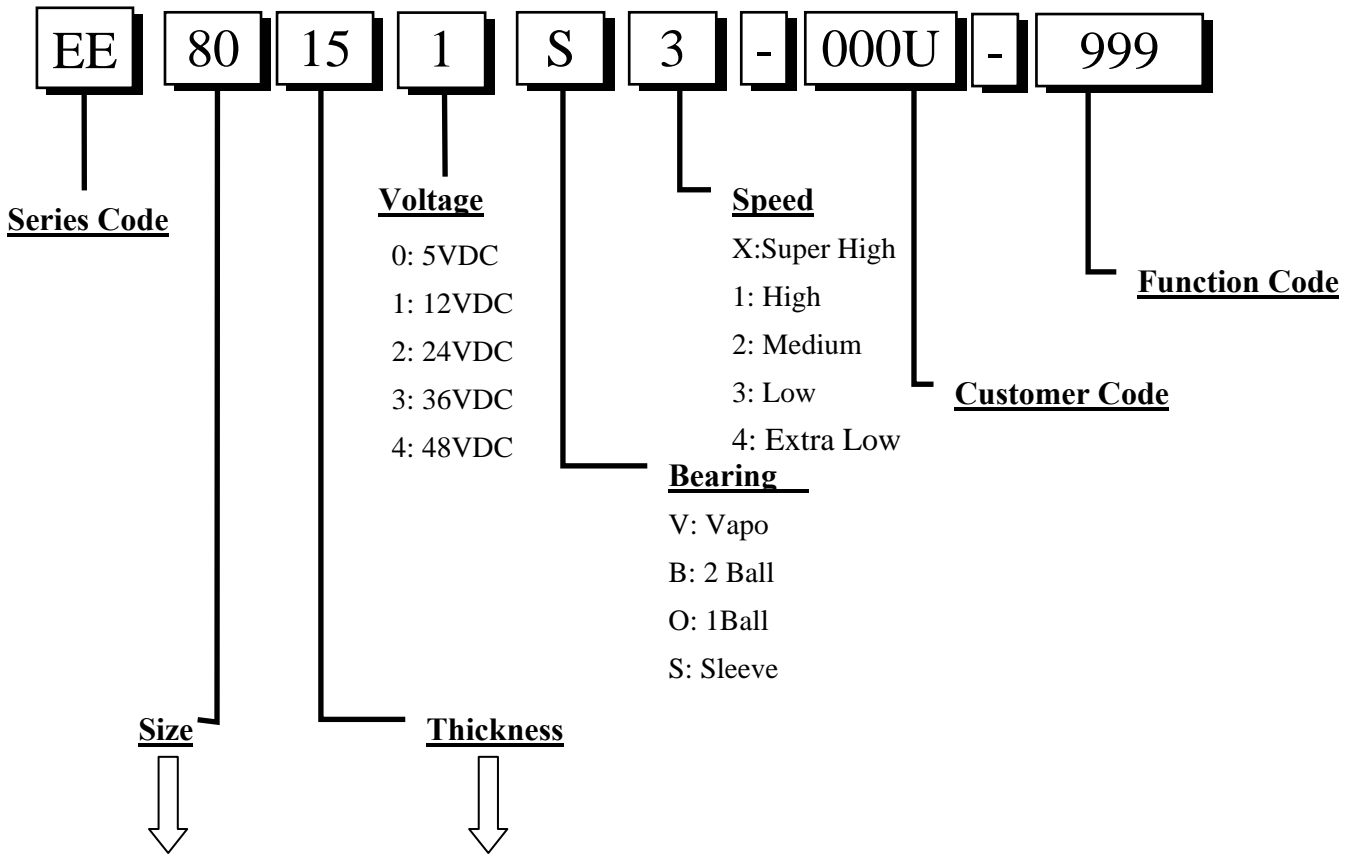 EE 80 15 1 S 3 - 000U - 999
Series Code
Voltage
0: 5VDC
1: 12VDC
2: 24VDC
3: 36VDC
4: 48VDC
Speed
X:Super High
1: High
2: Medium
3: Low
4: Extra Low
Function Code
Customer Code
Bearing
V: Vapo
B: 2 Ball
O: 1Ball
S: Sleeve
Size
Thickness